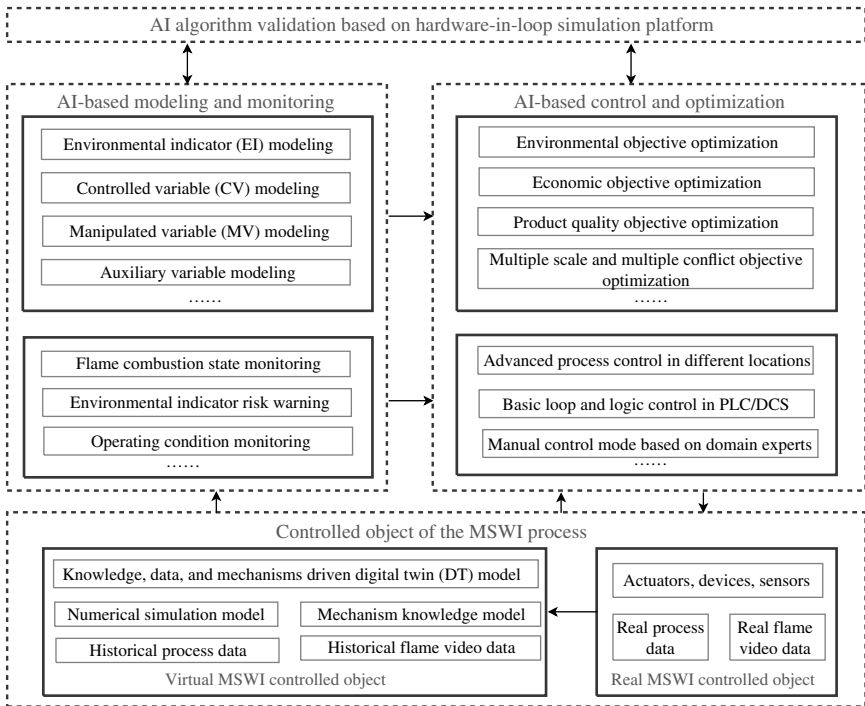 AI algorithm validation based on hardware-in-loop simulation platform
AI-based modeling and monitoring
Environmental indicator (EI) modeling
Controlled variable (CV) modeling
Manipulated variable (MV) modeling
Auxiliary variable modeling
……
Flame combustion state monitoring
Environmental indicator risk warning
Operating condition monitoring
……
AI-based control and optimization
Environmental objective optimization
Economic objective optimization
Product quality objective optimization
Multiple scale and multiple conflict objective
optimization
……
Advanced process control in different locations
Basic loop and logic control in PLC/DCS
Manual control mode based on domain experts
……
Controlled object of the MSWI process
Knowledge, data, and mechanisms driven digital twin (DT) model
Numerical simulation model
Mechanism knowledge model
Historical process data
Historical flame video data
Virtual MSWI controlled object
Actuators, devices, sensors
Real process
data
Real flame
video data
Real MSWI controlled object